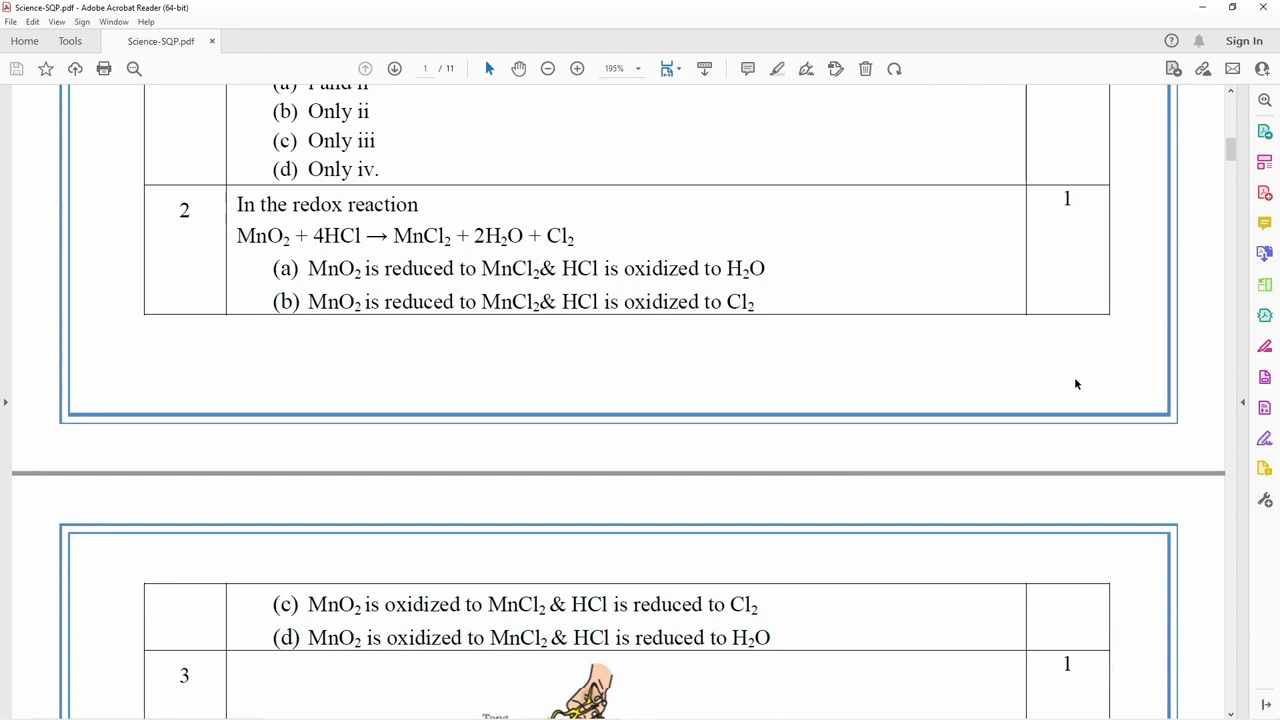 Science-SQP.pdf - Adobe Acrobat Reader (64-bit)
File Edit View Sign Window Help
Home Tools Science-SQP.pdf × Sign In
1 / 11 195%
(a) i and ii
(b) Only ii
(c) Only iii
(d) Only iv.
2 In the redox reaction 1
MnO₂ + 4HCl → MnCl₂ + 2H₂O + Cl₂
(a) MnO₂ is reduced to MnCl₂& HCl is oxidized to H₂O
(b) MnO₂ is reduced to MnCl₂& HCl is oxidized to Cl₂
(c) MnO₂ is oxidized to MnCl₂ & HCl is reduced to Cl₂
(d) MnO₂ is oxidized to MnCl₂ & HCl is reduced to H₂O
3 1
Tong